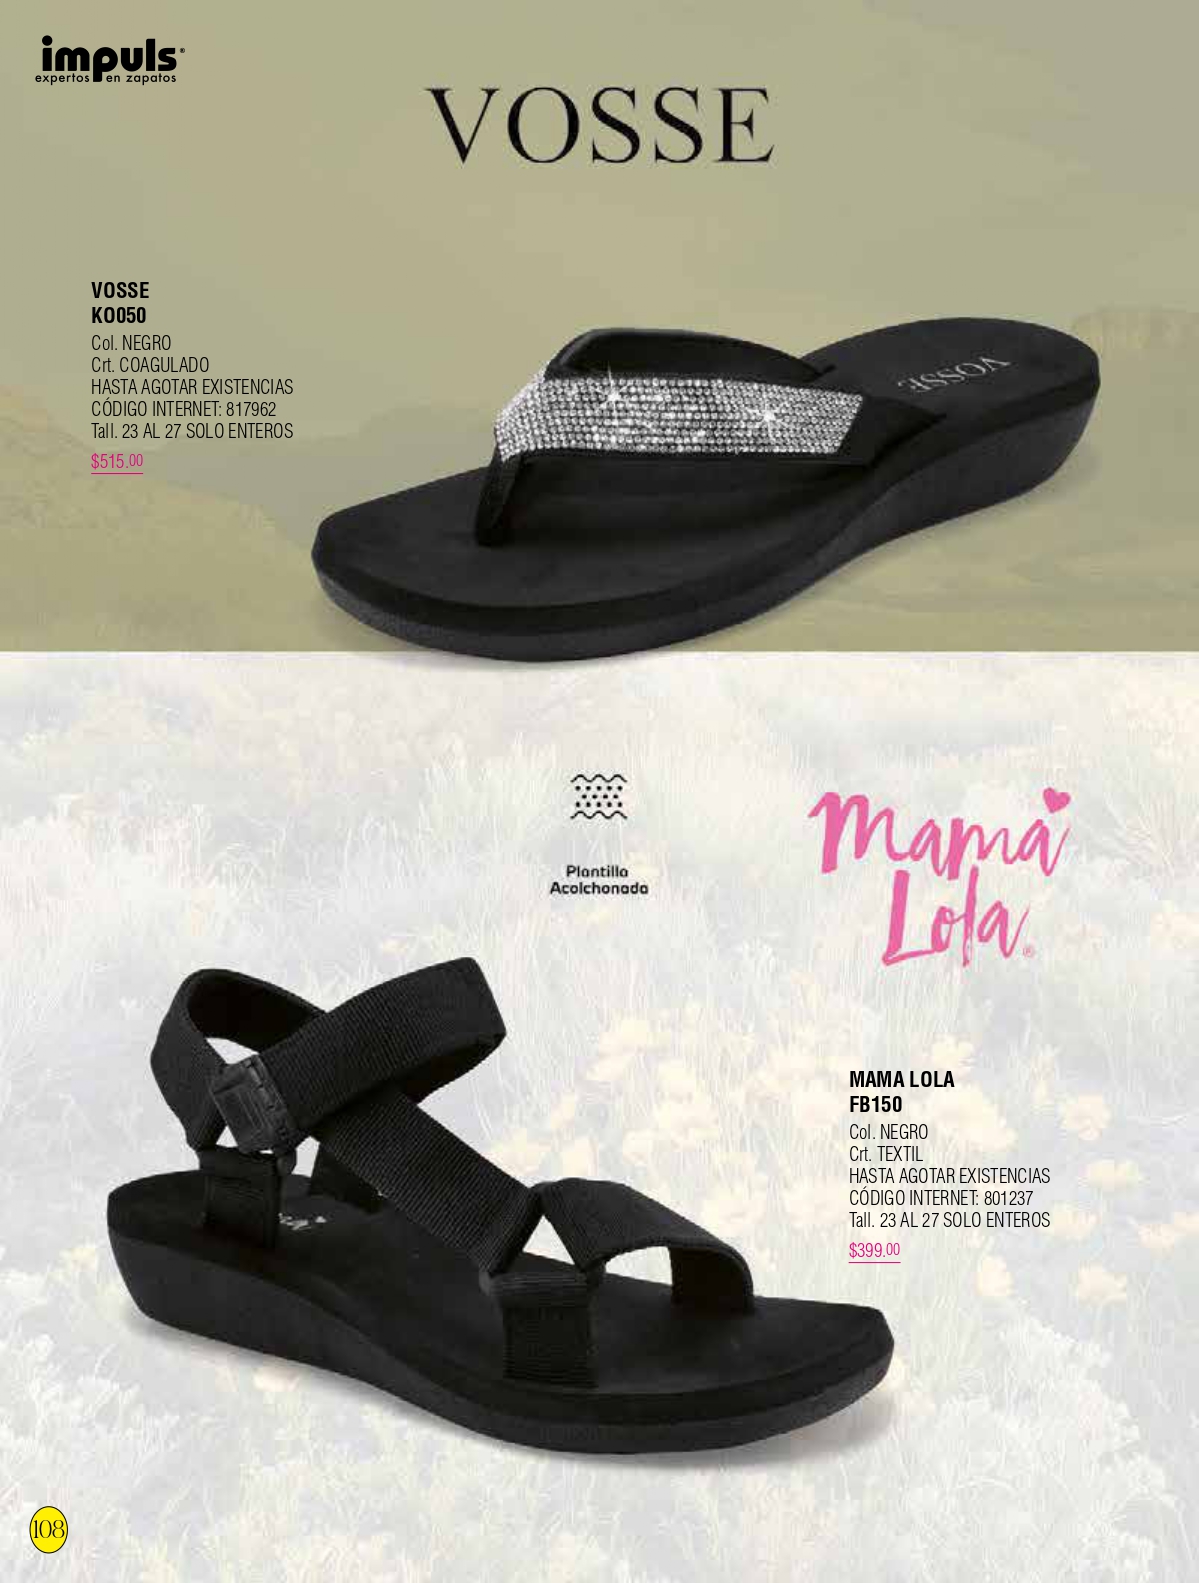 impuls®
expertos en zapatos
VOSSE
VOSSE
KO050
Col. NEGRO
Crt. COAGULADO
HASTA AGOTAR EXISTENCIAS
CÓDIGO INTERNET: 817962
Tall. 23 AL 27 SOLO ENTEROS
$515.00
VOSSE
Plantilla
Acolchonada
Mama
Lola®
MAMA LOLA
FB150
Col. NEGRO
Crt. TEXTIL
HASTA AGOTAR EXISTENCIAS
CÓDIGO INTERNET: 801237
Tall. 23 AL 27 SOLO ENTEROS
$399.00
108